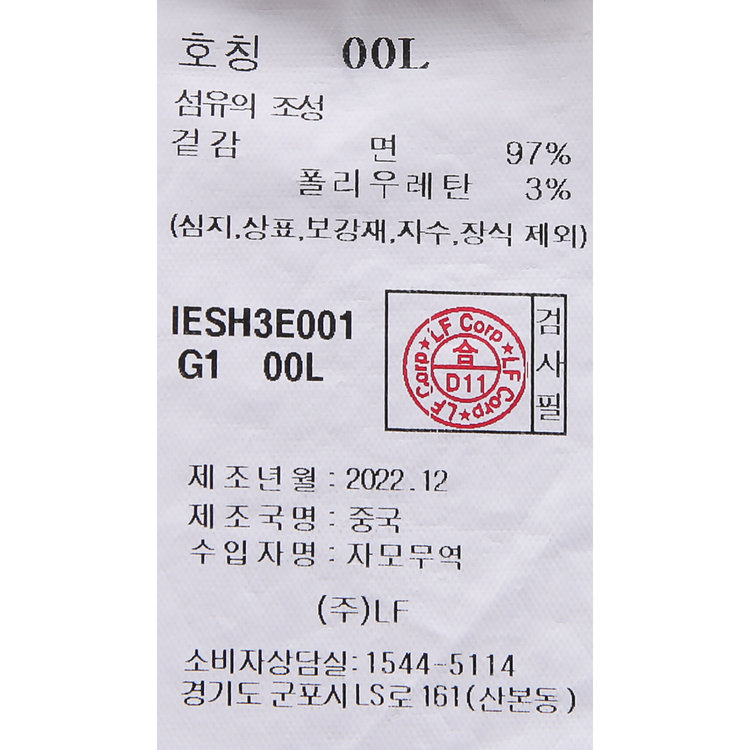 호칭 00L
섬유의 조성
겉감 면 97%
폴리우레탄 3%
(심지,상표,보강재,자수,장식 제외)
IESH3E001
G1 00L
LF Corp★LF Corp★LF Corp★
合
D11
검사필
제조년월 : 2022.12
제조국명 : 중국
수입자명 : 자모무역
(주)LF
소비자상담실: 1544-5114
경기도 군포시 LS로 161(산본동)